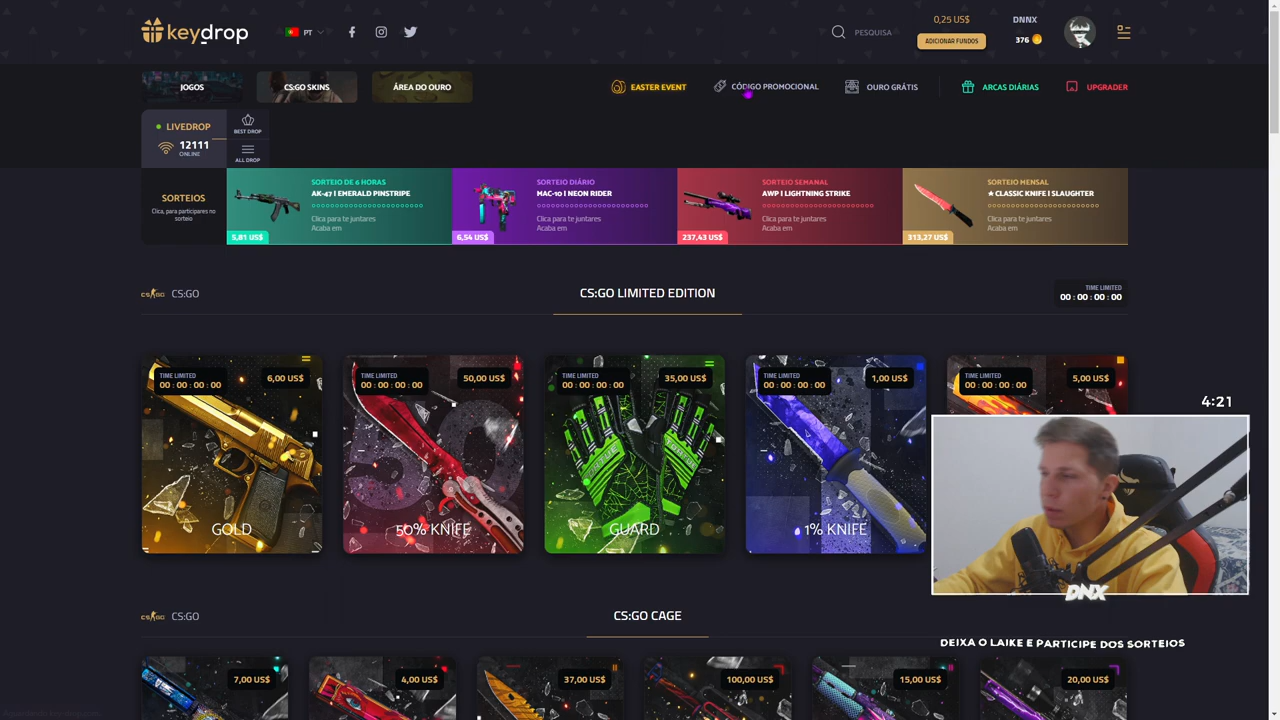 keydrop
PT
PESQUISA
0,25 US$
ADICIONAR FUNDOS
DNNX
376
JOGOS
CS:GO SKINS
ÁREA DO OURO
EASTER EVENT
CÓDIGO PROMOCIONAL
OURO GRÁTIS
ARCAS DIÁRIAS
UPGRADER
LIVEDROP
12111
ONLINE
BEST DROP
ALL DROP
SORTEIOS
Clica, para participares no
sorteio
SORTEIO DE 6 HORAS
AK-47 | EMERALD PINSTRIPE
Clica para te juntares
Acaba em
5,81 US$
SORTEIO DIÁRIO
MAC-10 | NEON RIDER
Clica para te juntares
Acaba em
6,54 US$
SORTEIO SEMANAL
AWP | LIGHTNING STRIKE
Clica para te juntares
Acaba em
237,43 US$
SORTEIO MENSAL
★ CLASSIC KNIFE | SLAUGHTER
Clica para te juntares
Acaba em
313,27 US$
CS:GO
CS:GO
CS:GO LIMITED EDITION
TIME LIMITED
00 : 00 : 00 : 00
TIME LIMITED
00 : 00 : 00 : 00
6,00 US$
GOLD
TIME LIMITED
00 : 00 : 00 : 00
50,00 US$
50% KNIFE
TIME LIMITED
00 : 00 : 00 : 00
35,00 US$
GUARD
TIME LIMITED
00 : 00 : 00 : 00
1,00 US$
1% KNIFE
TIME LIMITED
00 : 00 : 00 : 00
5,00 US$
4:21
DNX
DEIXA O LAIKE E PARTICIPE DOS SORTEIOS
CS:GO
CS:GO
CS:GO CAGE
7,00 US$
4,00 US$
37,00 US$
100,00 US$
15,00 US$
20,00 US$